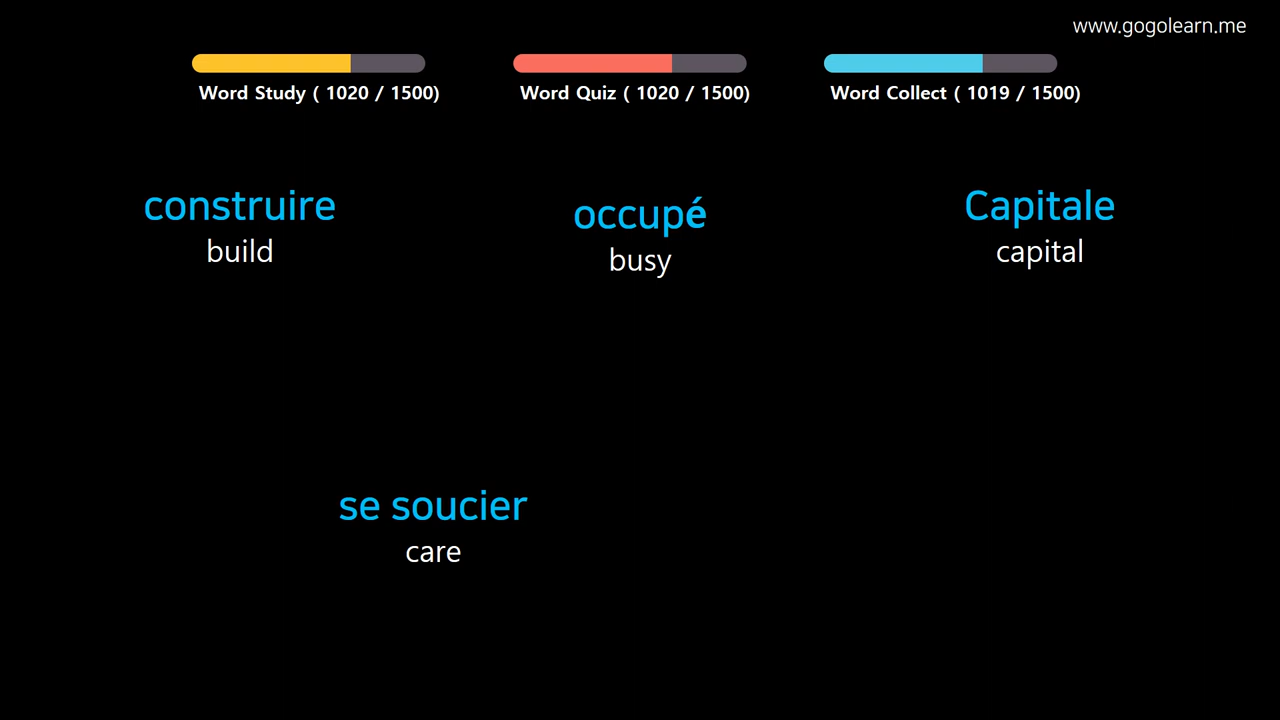 www.gogolearn.me
Word Study ( 1020 / 1500)
Word Quiz ( 1020 / 1500)
Word Collect ( 1019 / 1500)
construire
build
occupé
busy
Capitale
capital
se soucier
care